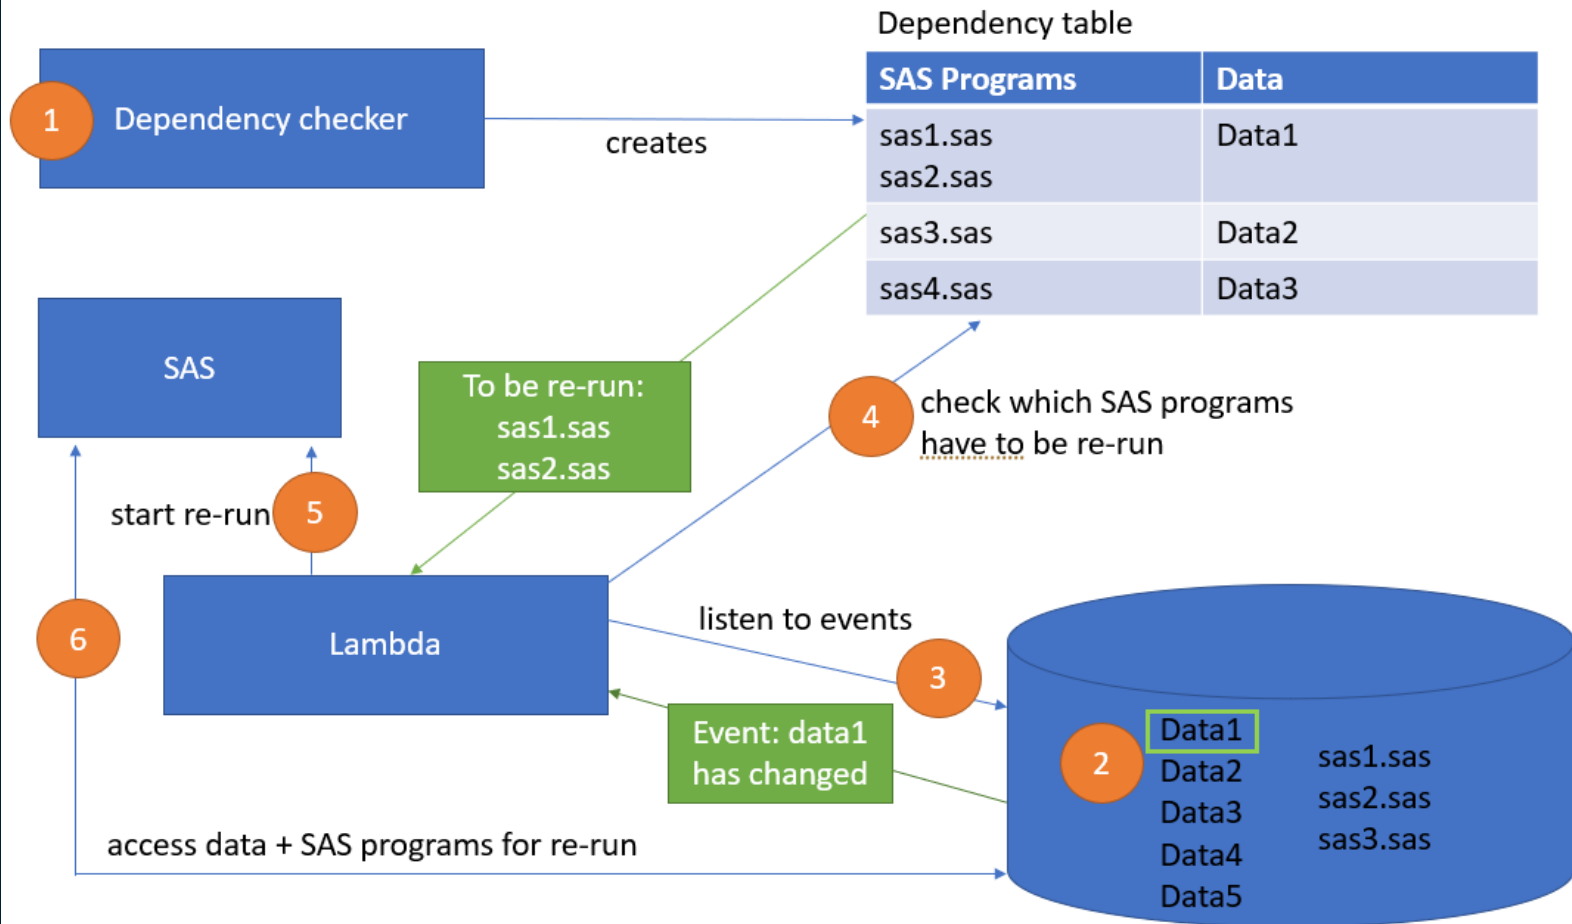 Dependency table
1
Dependency checker
creates
SAS Programs
Data
sas1.sas
sas2.sas
Data1
sas3.sas
Data2
sas4.sas
Data3
SAS
To be re-run:
sas1.sas
sas2.sas
4
check which SAS programs
have to be re-run
start re-run
5
6
Lambda
listen to events
3
Event: data1
has changed
2
Data1
Data2
Data3
Data4
Data5
sas1.sas
sas2.sas
sas3.sas
access data + SAS programs for re-run